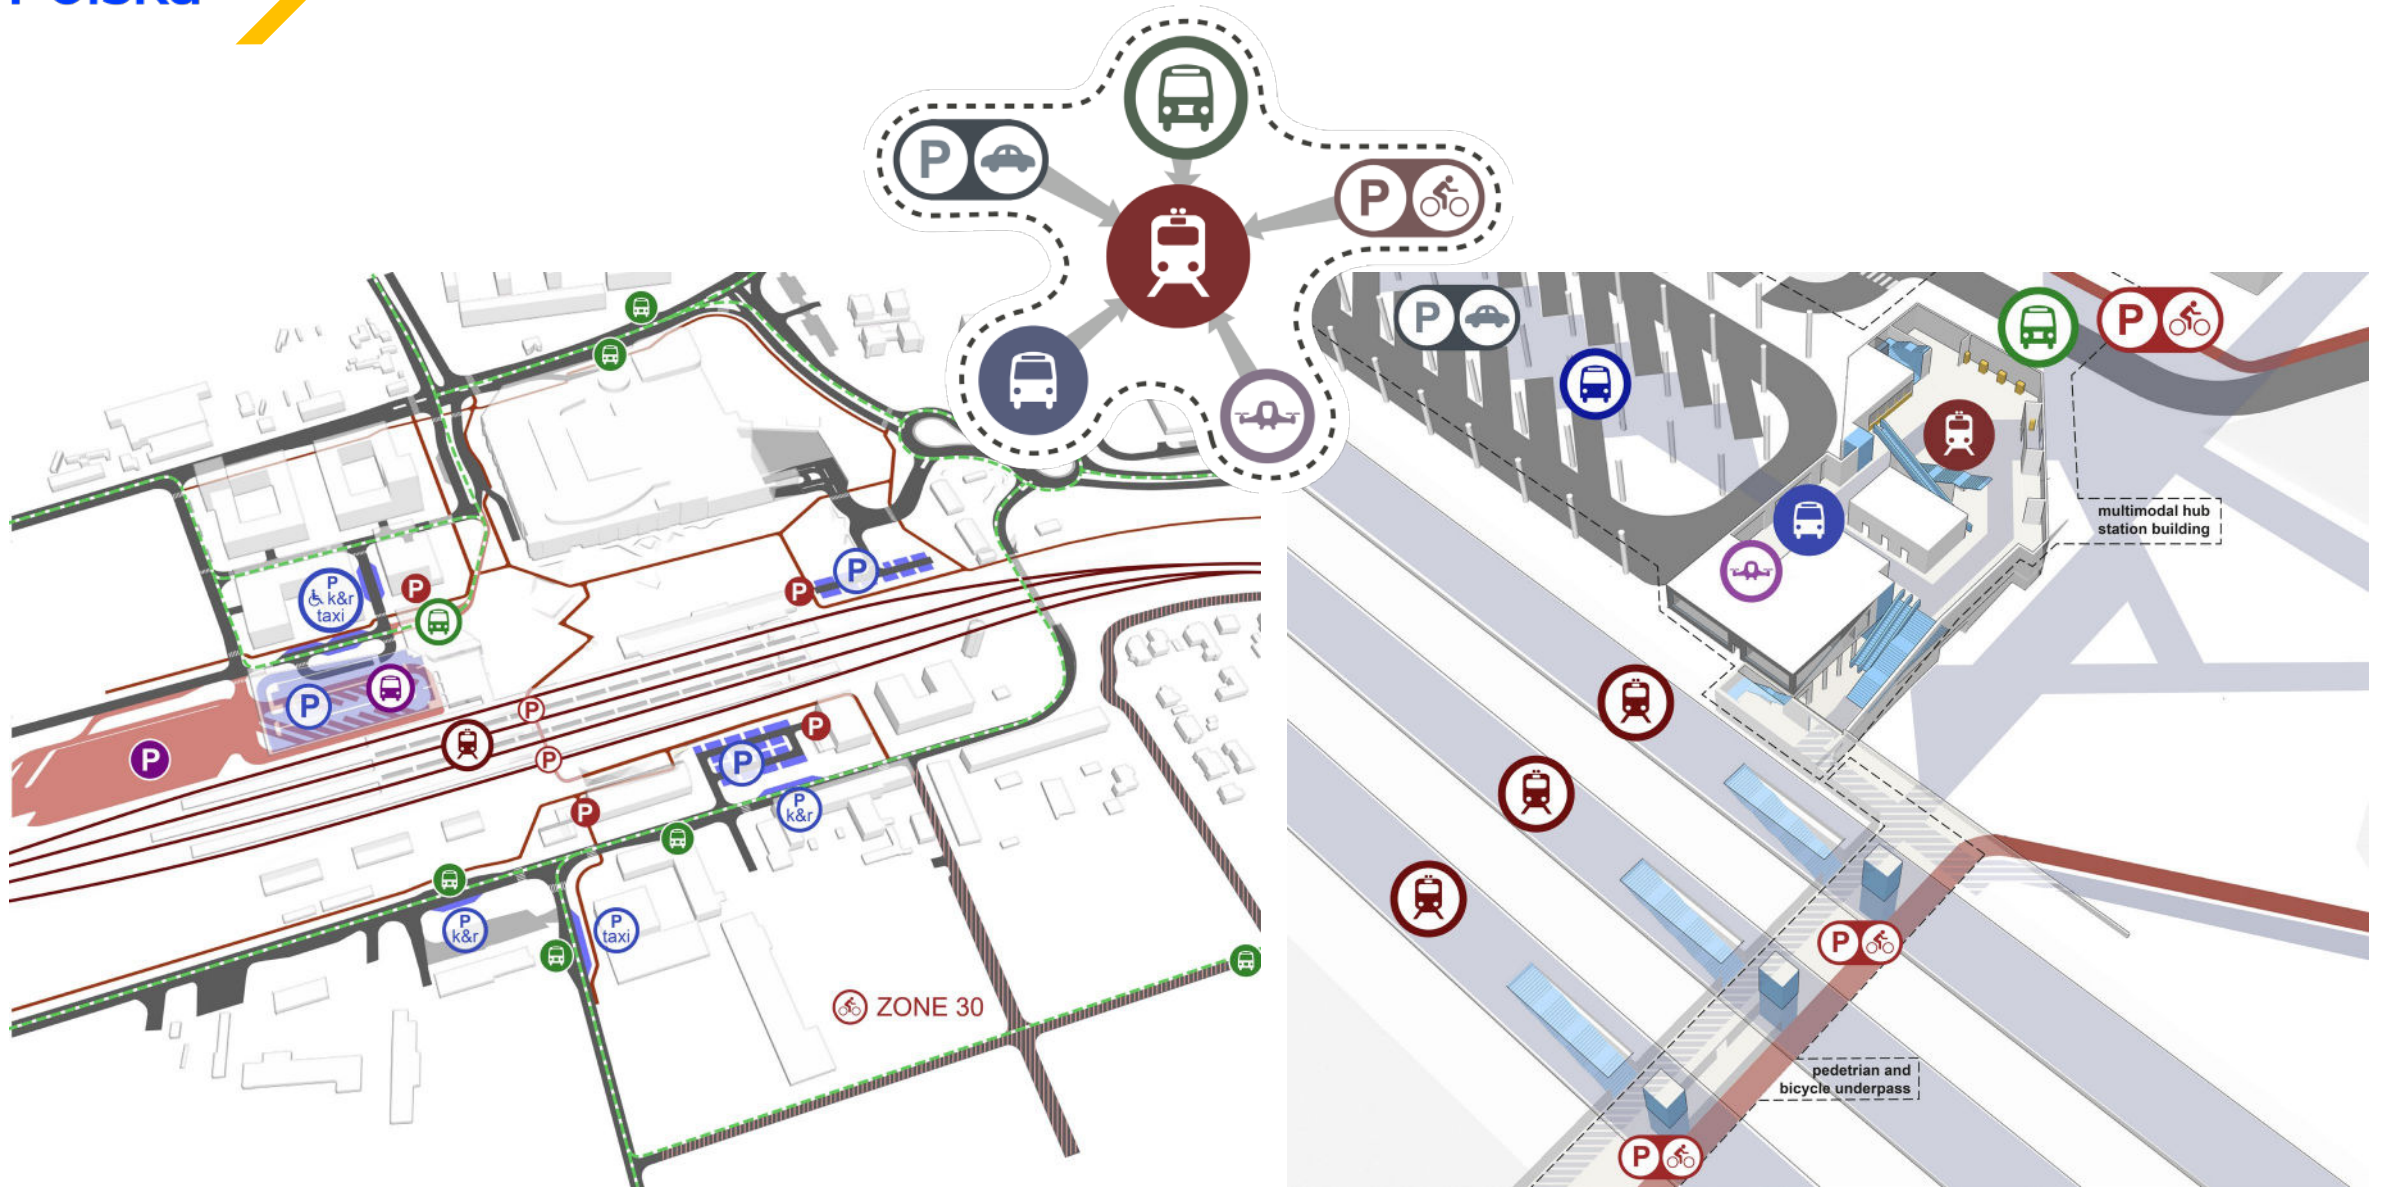 Polska
P
P
P
P
multimodal hub
station building
P
& k&r
taxi
P
P
P
P
P
P
P
P
P
P
P
k&r
P
P
k&r
P
taxi
ZONE 30
P
pedetrian and
bicycle underpass
P